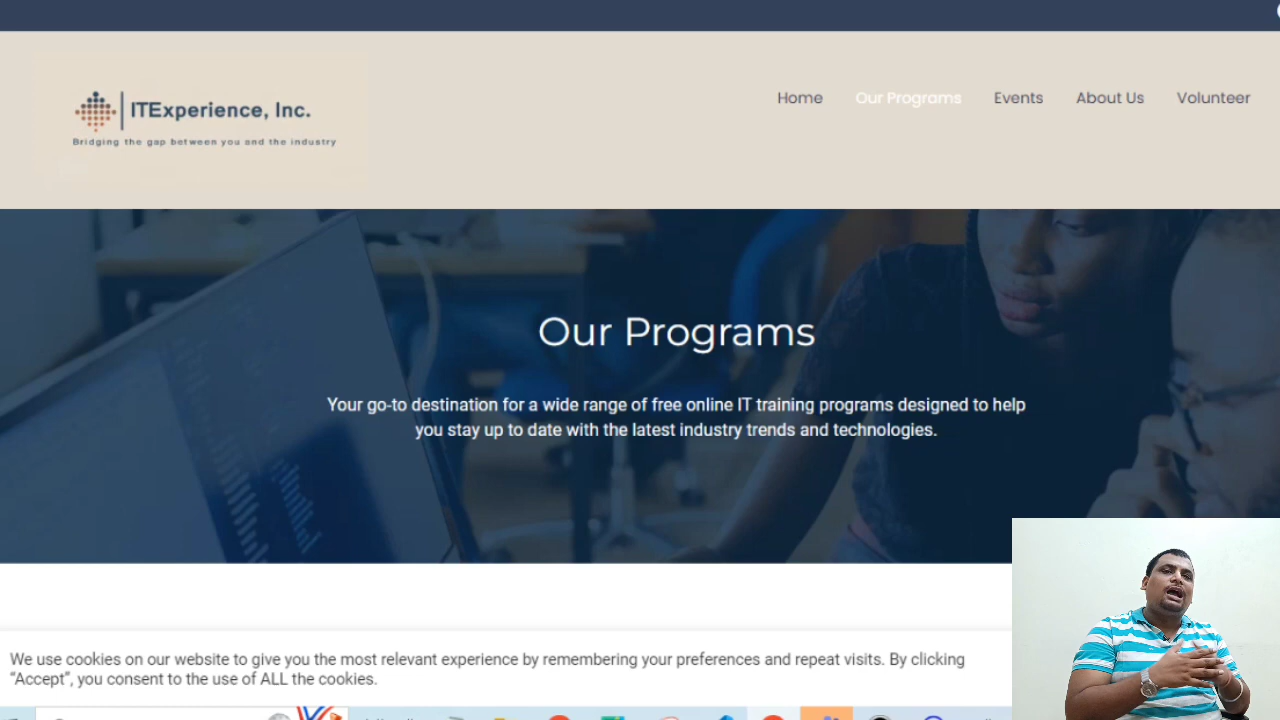 ITExperience, Inc.
Bridging the gap between you and the industry
Home Our Programs Events About Us Volunteer
Our Programs
Your go-to destination for a wide range of free online IT training programs designed to help
you stay up to date with the latest industry trends and technologies.
We use cookies on our website to give you the most relevant experience by remembering your preferences and repeat visits. By clicking
“Accept”, you consent to the use of ALL the cookies.